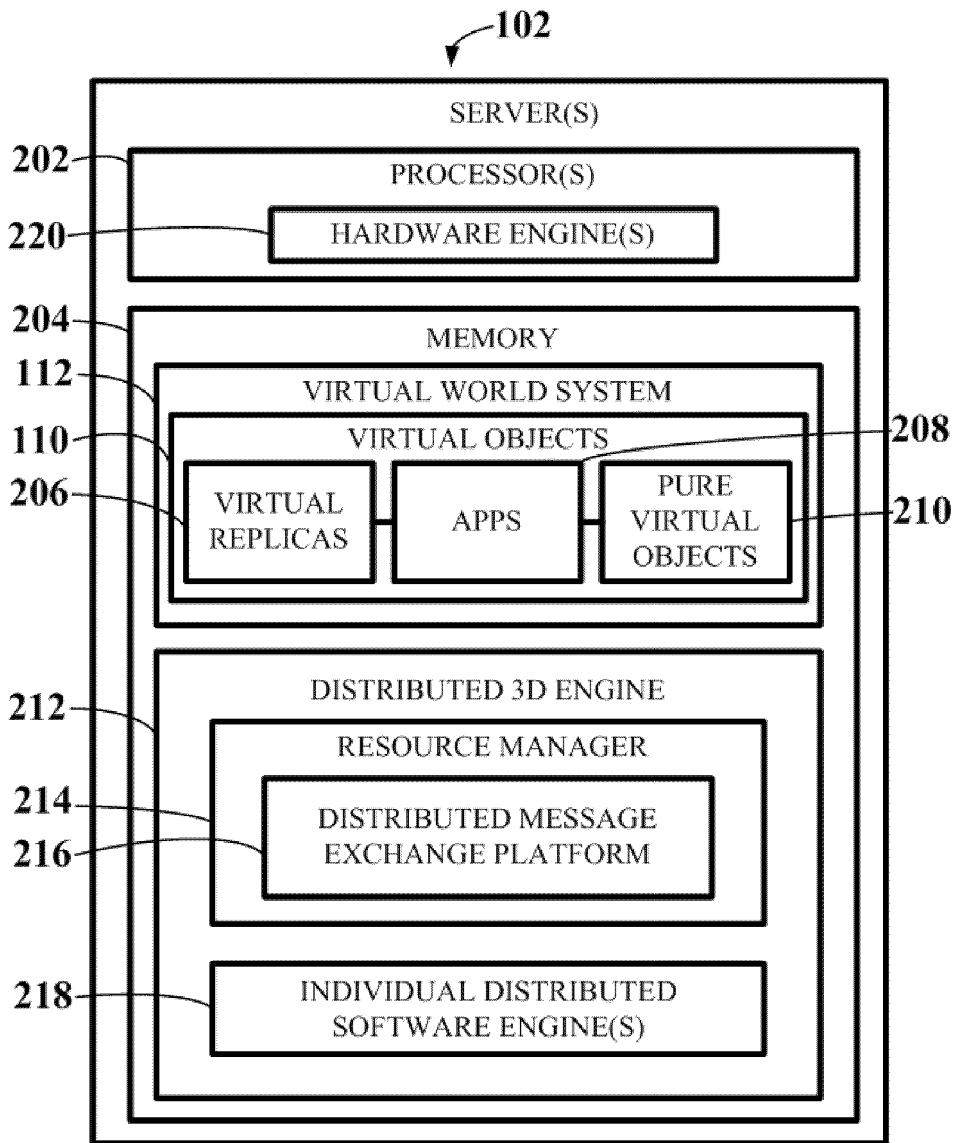 102
SERVER(S)
202
PROCESSOR(S)
220
HARDWARE ENGINE(S)
204
MEMORY
112
VIRTUAL WORLD SYSTEM
110
VIRTUAL OBJECTS
208
206
VIRTUAL
REPLICAS
APPS
PURE
VIRTUAL
OBJECTS
210
212
DISTRIBUTED 3D ENGINE
RESOURCE MANAGER
214
216
DISTRIBUTED MESSAGE
EXCHANGE PLATFORM
218
INDIVIDUAL DISTRIBUTED
SOFTWARE ENGINE(S)